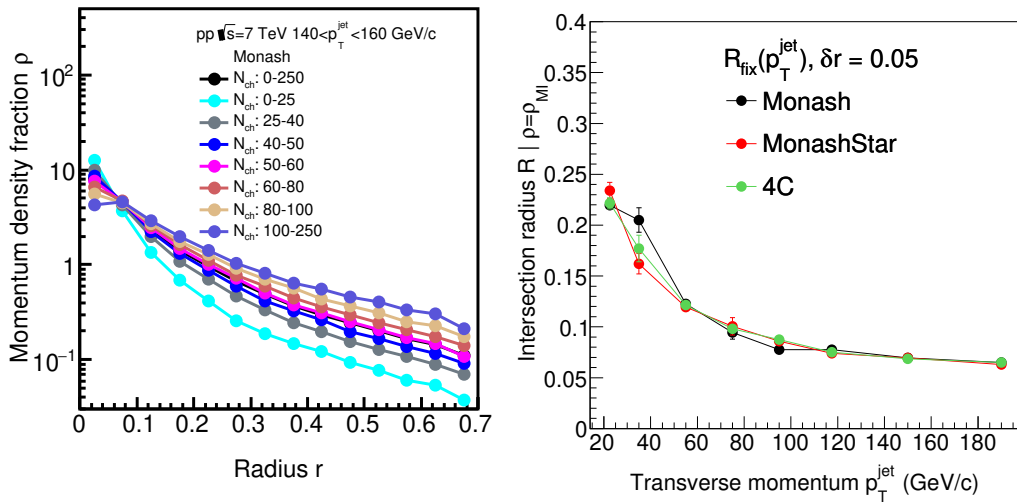 pp √s=7 TeV 140<p_T^jet<160 GeV/c
Monash
N_ch: 0-250
N_ch: 0-25
N_ch: 25-40
N_ch: 40-50
N_ch: 50-60
N_ch: 60-80
N_ch: 80-100
N_ch: 100-250
Momentum density fraction ρ
10²
10
1
10⁻¹
0 0.1 0.2 0.3 0.4 0.5 0.6 0.7
Radius r
R_fix(p_T^jet), δr = 0.05
Monash
MonashStar
4C
Intersection radius R | ρ=ρ_MI
0.4
0.35
0.3
0.25
0.2
0.15
0.1
0.05
0
20 40 60 80 100 120 140 160 180
Transverse momentum p_T^jet (GeV/c)